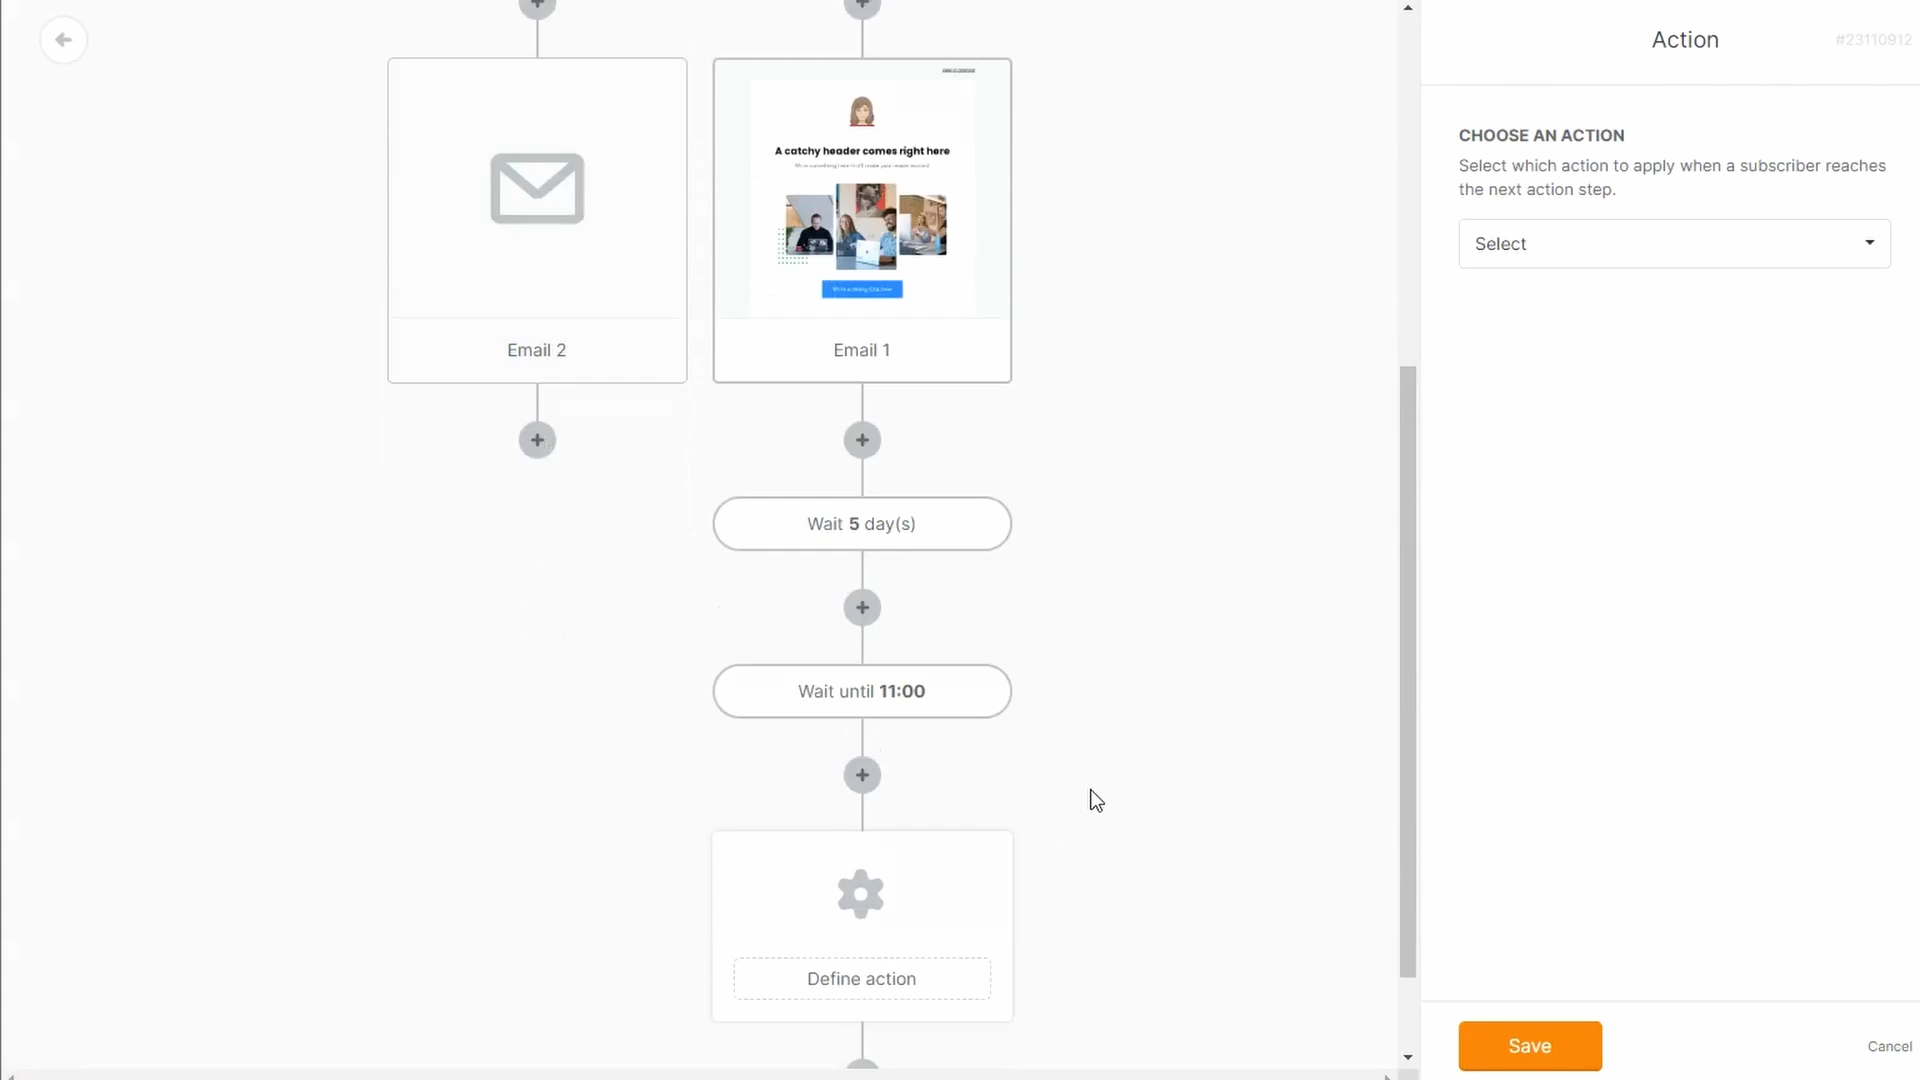 Action
#23110912
CHOOSE AN ACTION
Select which action to apply when a subscriber reaches
the next action step.
Select
A catchy header comes right here
Email 2
Email 1
Wait 5 day(s)
Wait until 11:00
Define action
Save
Cancel